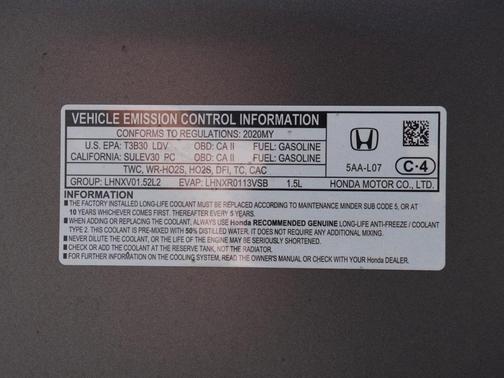 VEHICLE EMISSION CONTROL INFORMATION
CONFORMS TO REGULATIONS: 2020MY
U.S. EPA: T3B30 LDV OBD: CA II FUEL: GASOLINE
CALIFORNIA: SULEV30 PC OBD: CA II FUEL: GASOLINE
TWC, WR-HO2S, HO2S, DFI, TC, CAC
GROUP: LHNXV01.52L2 EVAP: LHNXR0113VSB 1.5L
5AA-L07 C-4
HONDA MOTOR CO., LTD.
INFORMATION
■ THE FACTORY INSTALLED LONG-LIFE COOLANT MUST BE REPLACED ACCORDING TO MAINTENANCE MINDER SUB CODE 5, OR AT
10 YEARS WHICHEVER COMES FIRST. THEREAFTER EVERY 5 YEARS.
■ WHEN ADDING OR REPLACING COOLANT, ALWAYS USE Honda RECOMMENDED GENUINE LONG-LIFE ANTI-FREEZE / COOLANT
TYPE 2. THIS COOLANT IS PRE-MIXED WITH 50% DISTILLED WATER. IT DOES NOT REQUIRE ANY ADDITIONAL MIXING.
■ NEVER DILUTE THE COOLANT, OR THE LIFE OF THE ENGINE MAY BE SERIOUSLY SHORTENED.
■ CHECK OR ADD THE COOLANT AT THE RESERVE TANK, NOT THE RADIATOR.
■ FOR FURTHER INFORMATION ON THE COOLING SYSTEM, READ THE OWNER'S MANUAL OR CHECK WITH YOUR Honda DEALER.